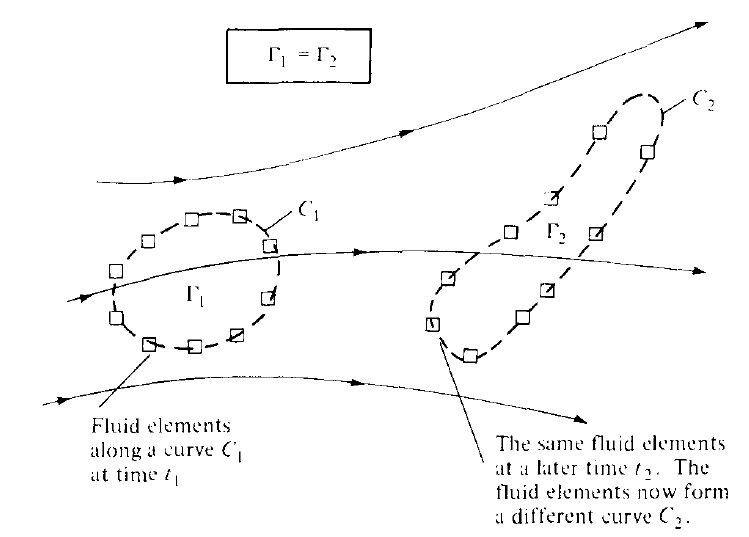 Γ₁ = Γ₂
C₂
C₁
Γ₂
Γ₁
Fluid elements
along a curve C₁
at time t₁
The same fluid elements
at a later time t₂. The
fluid elements now form
a different curve C₂.